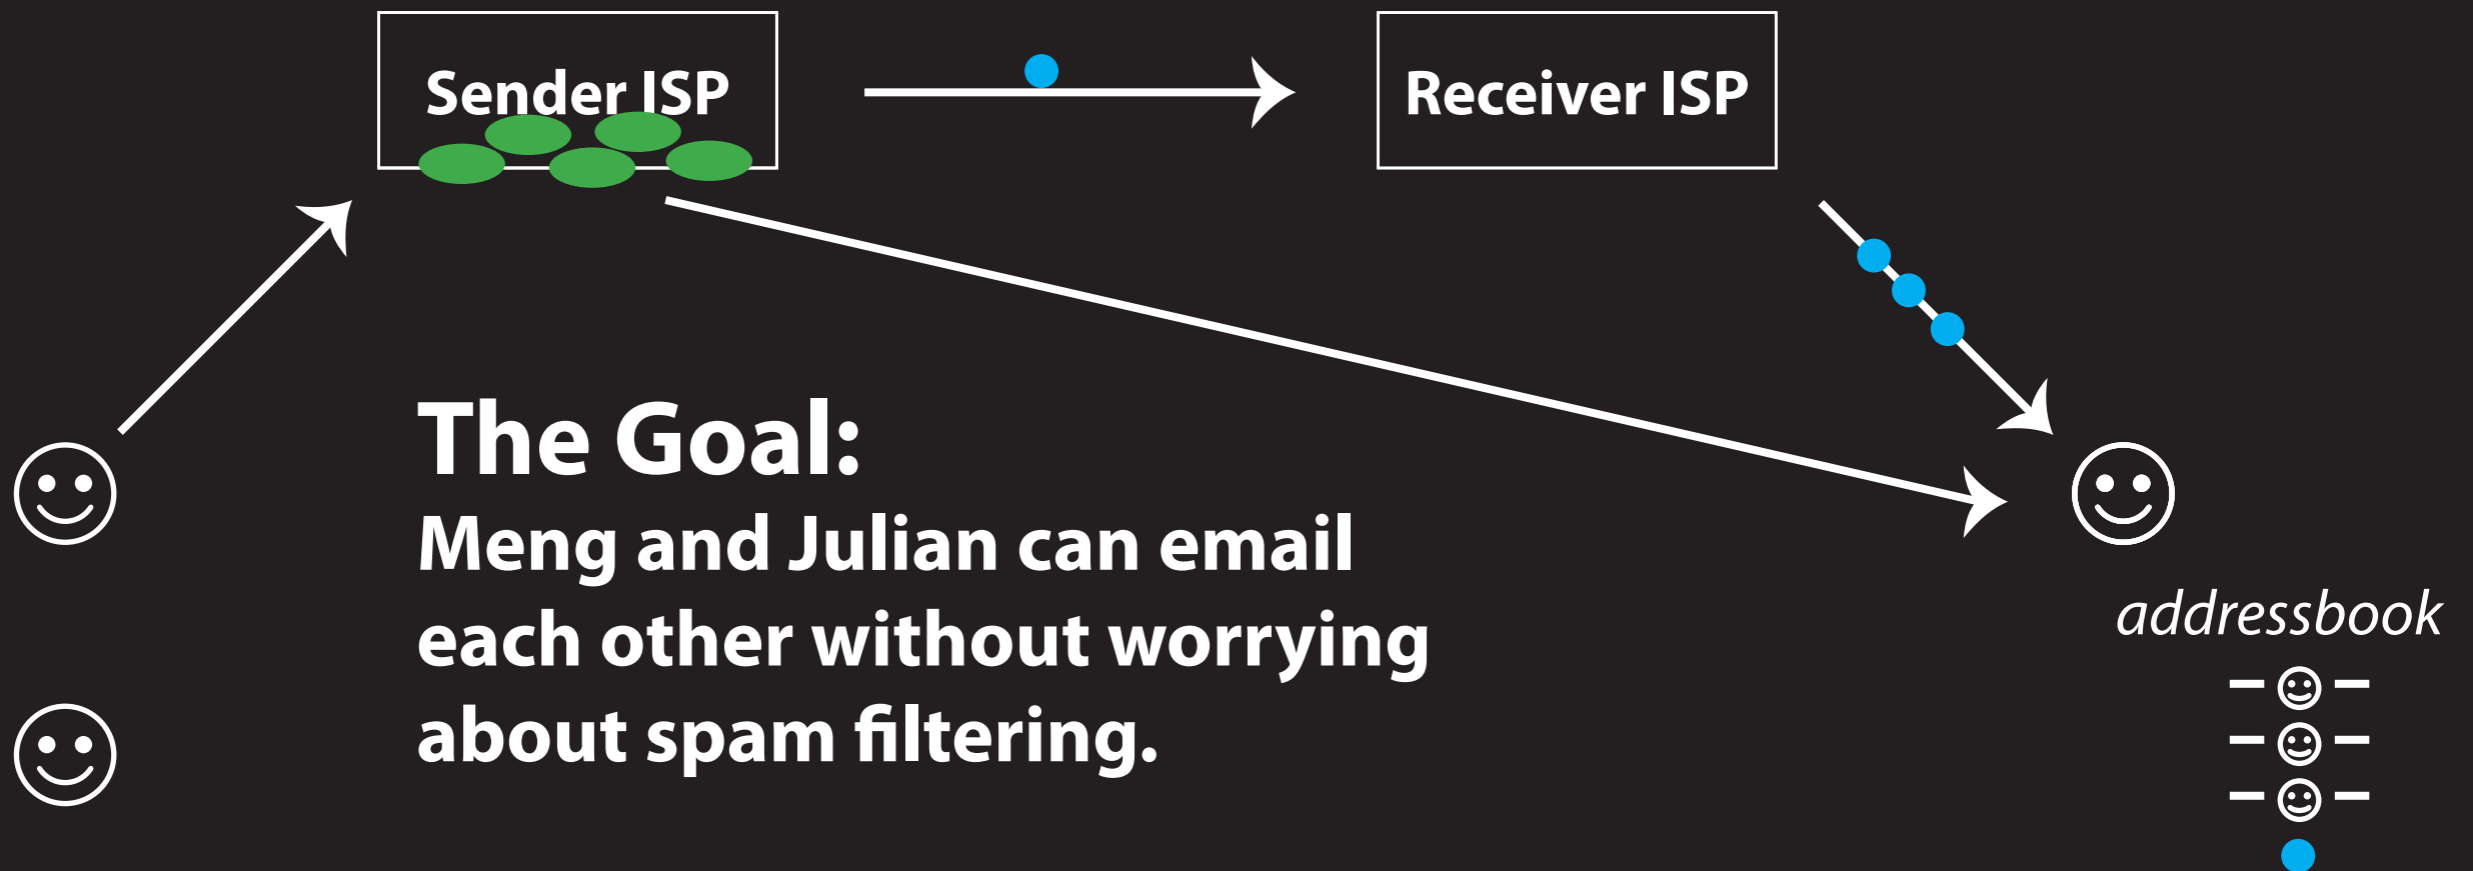 Sender ISP
Receiver ISP
The Goal:
Meng and Julian can email
each other without worrying
about spam filtering.
addressbook